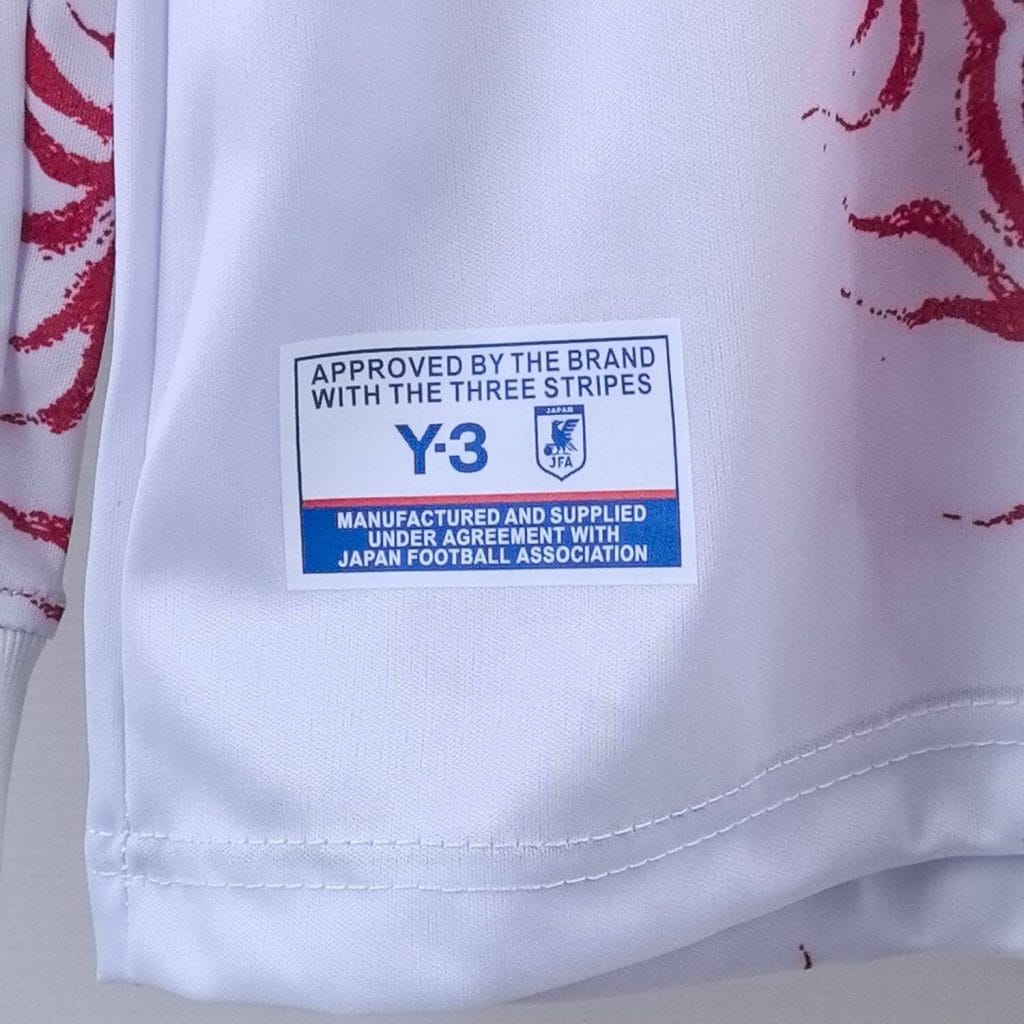 APPROVED BY THE BRAND
WITH THE THREE STRIPES
Y-3
JAPAN
JFA
MANUFACTURED AND SUPPLIED
UNDER AGREEMENT WITH
JAPAN FOOTBALL ASSOCIATION